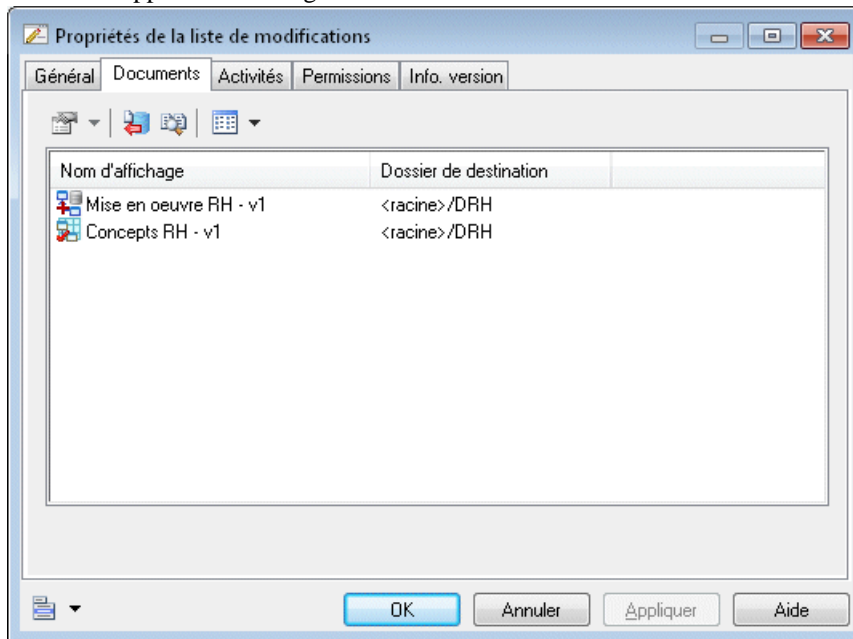 Propriétés de la liste de modifications
Général Documents Activités Permissions Info. version
Nom d'affichage Dossier de destination
Mise en oeuvre RH - v1 <racine>/DRH
Concepts RH - v1 <racine>/DRH
OK Annuler Appliquer Aide